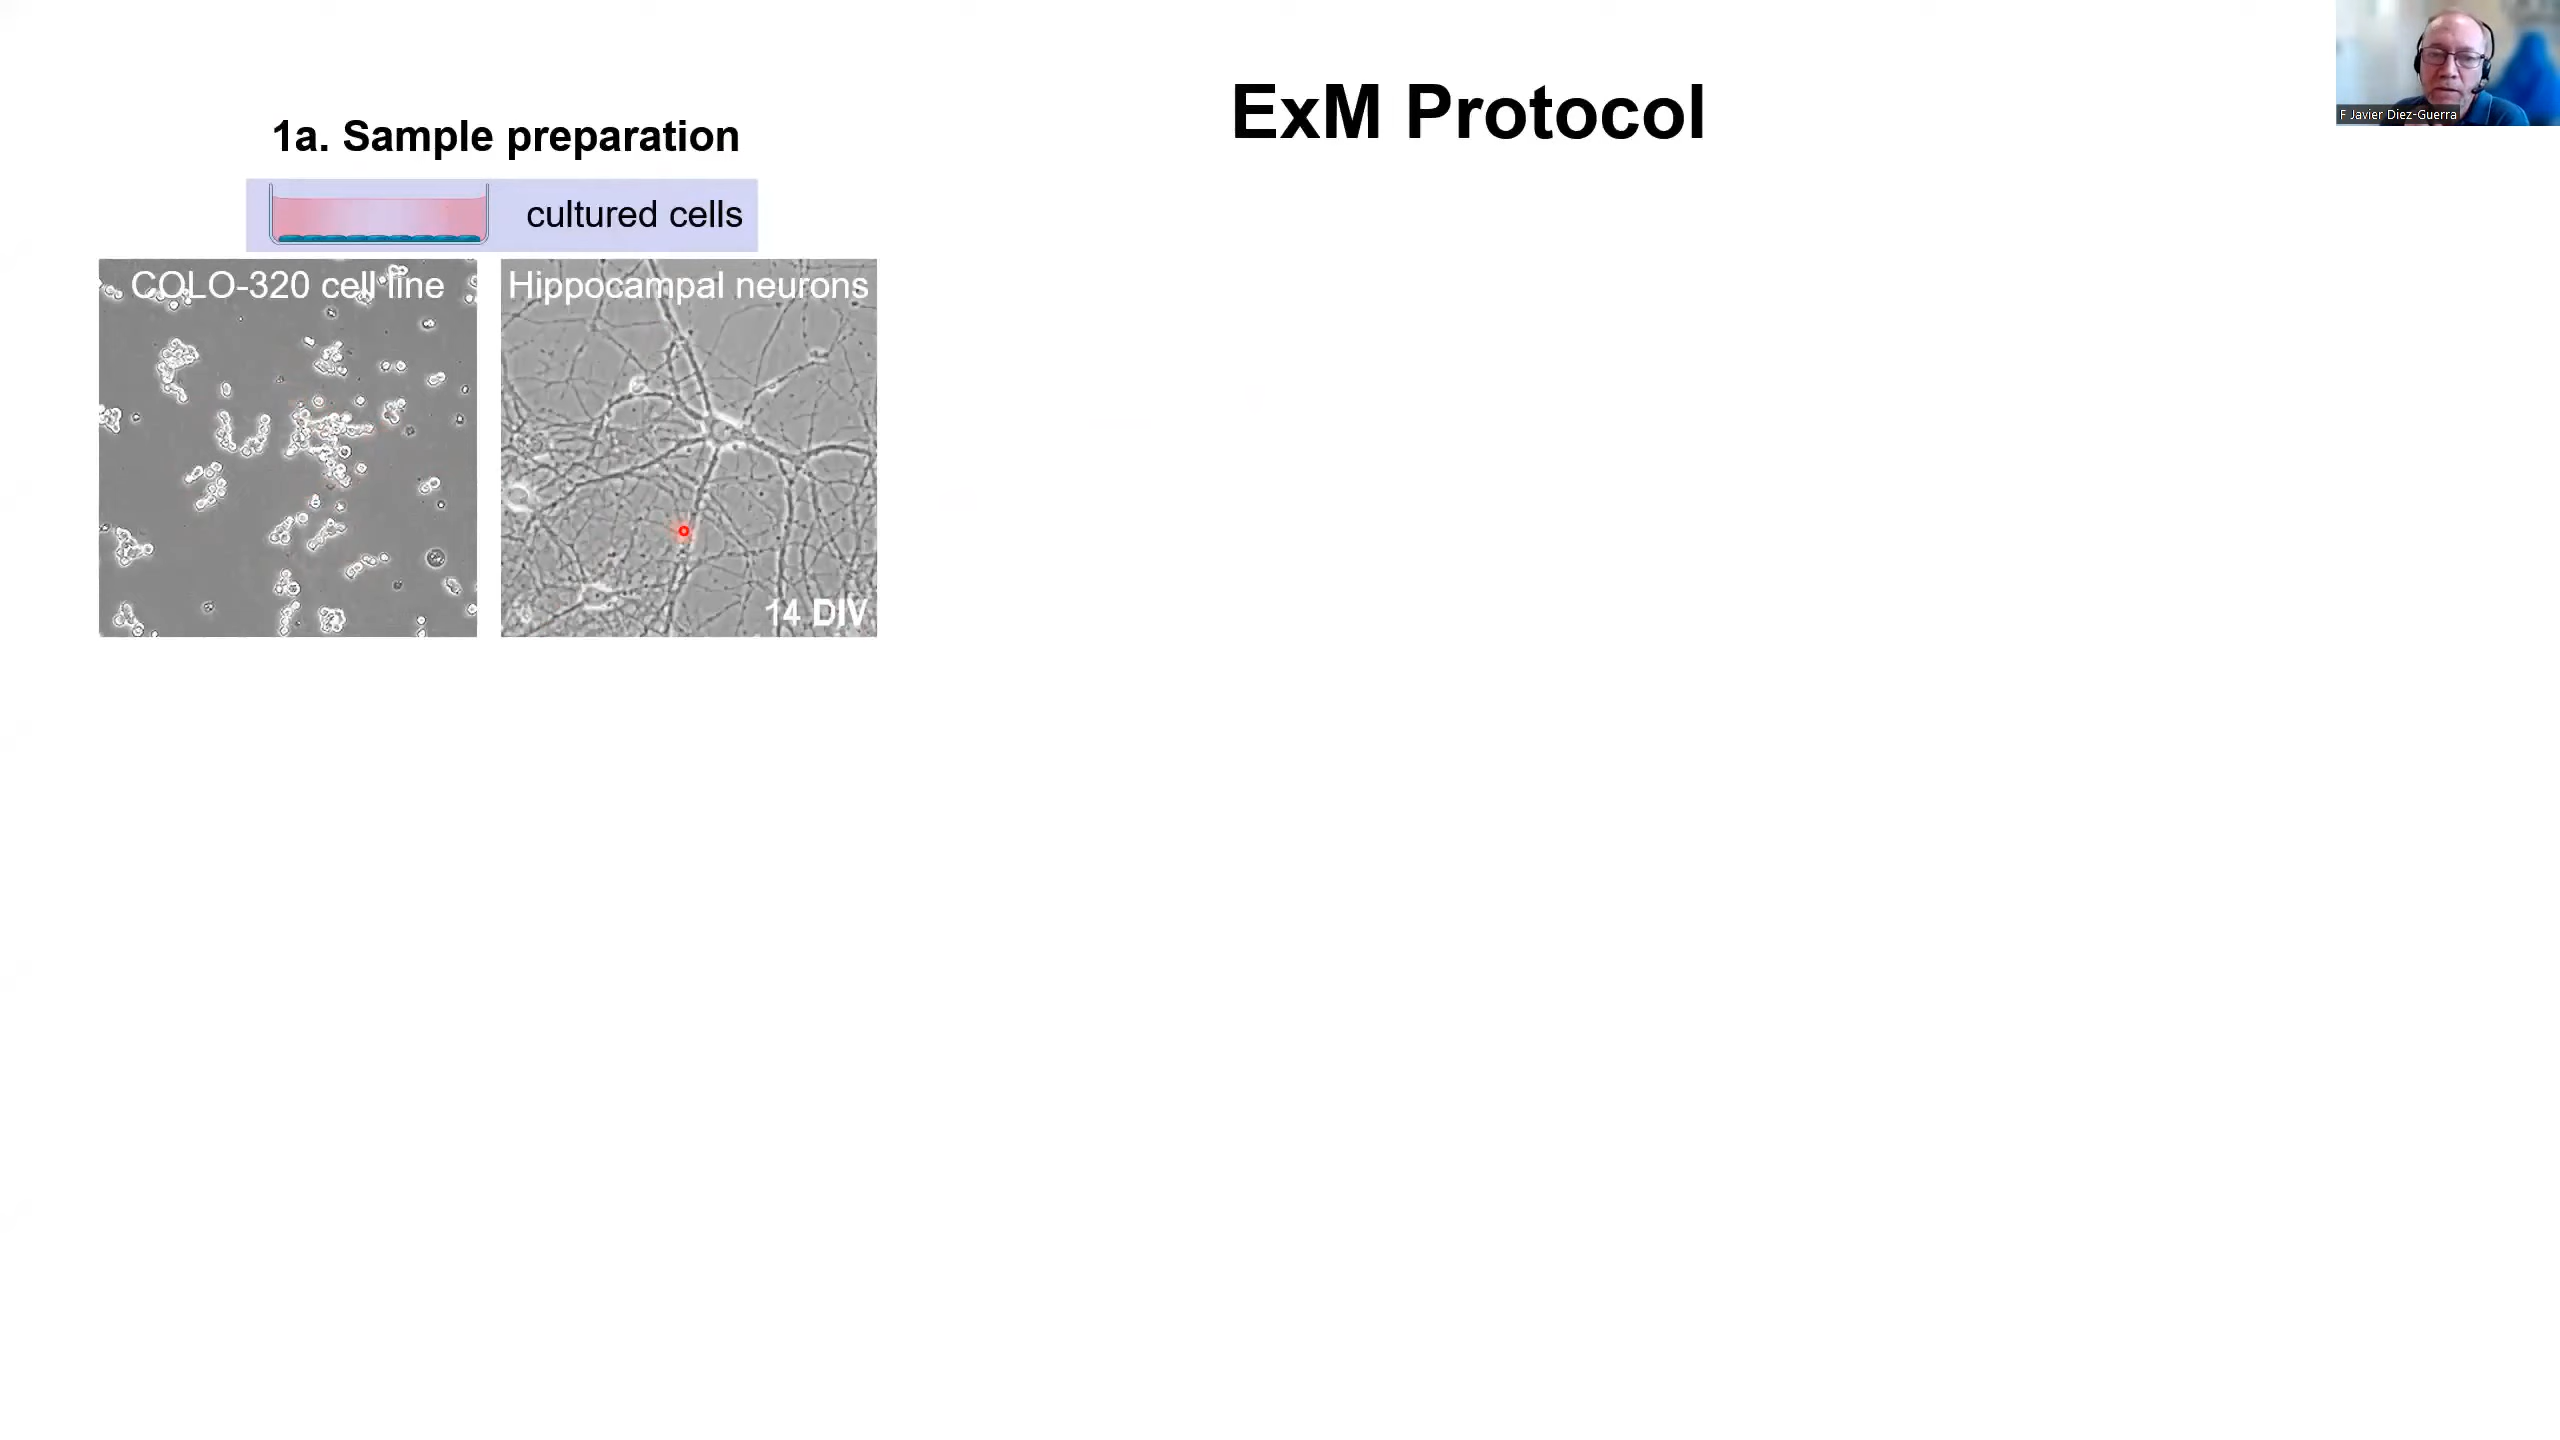 ExM Protocol
F Javier Diez-Guerra
1a. Sample preparation
cultured cells
COLO-320 cell line
Hippocampal neurons
14 DIV